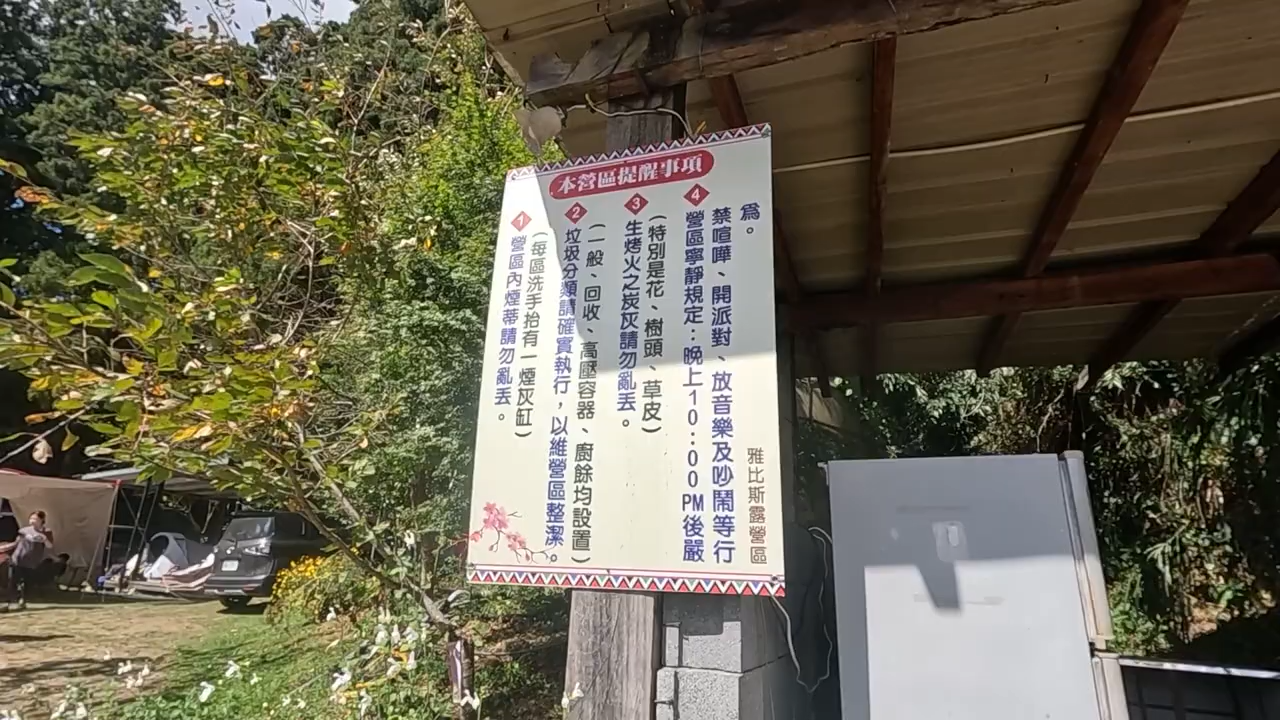 本營區提醒事項
1
營區內煙蒂請勿亂丟。
(每區洗手抬有一煙灰缸)
2
垃圾分類請確實執行，以維營區整潔。
(一般、回收、高壓容器、廚餘均設置)
3
生烤火之炭灰請勿亂丟。
(特別是花、樹頭、草皮)
4
營區寧靜規定：晚上10:00PM後嚴
禁喧嘩、開派對、放音樂及吵鬧等行
為。
雅比斯露營區